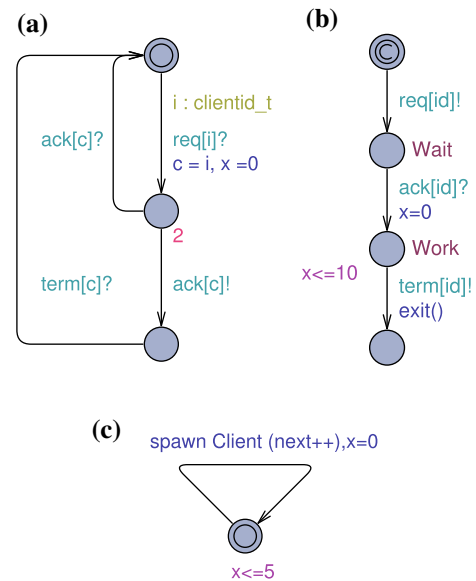 (a)
i : clientid_t
ack[c]?
req[i]?
c = i, x =0
2
term[c]?
ack[c]!
(b)
C
req[id]!
Wait
ack[id]?
x=0
Work
x<=10
term[id]!
exit()
(c)
spawn Client (next++),x=0
x<=5